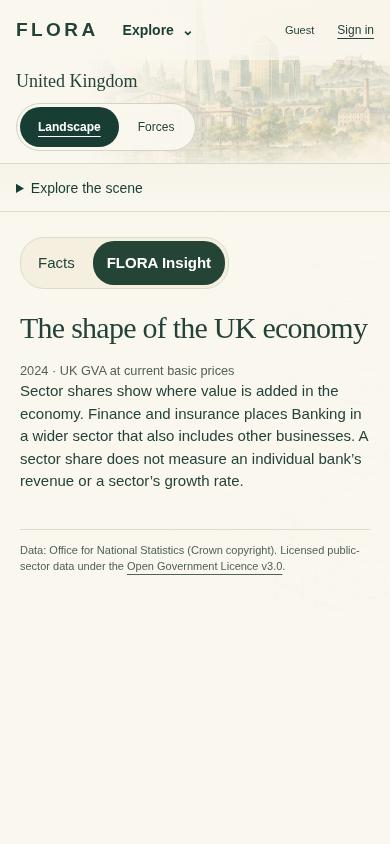 FLORA Explore Guest Sign in
United Kingdom
Landscape Forces
Explore the scene
Facts FLORA Insight
The shape of the UK economy
2024 · UK GVA at current basic prices
Sector shares show where value is added in the
economy. Finance and insurance places Banking in
a wider sector that also includes other businesses. A
sector share does not measure an individual bank’s
revenue or a sector’s growth rate.
Data: Office for National Statistics (Crown copyright). Licensed public-
sector data under the Open Government Licence v3.0.